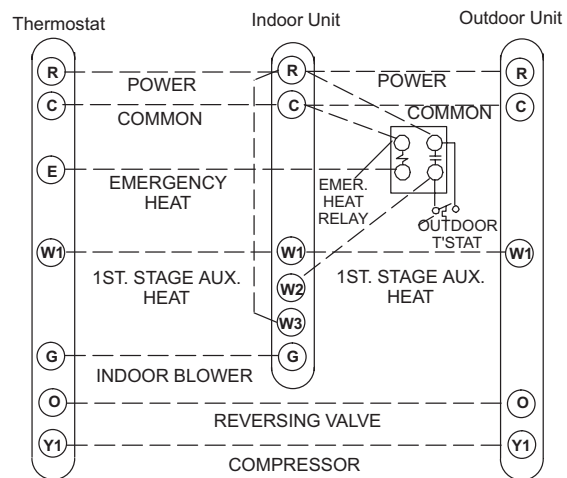 Thermostat Indoor Unit Outdoor Unit
R R R
POWER POWER
C C C
COMMON COMMON
E
EMERGENCY
HEAT
EMER.
HEAT
RELAY
OUTDOOR
T'STAT
W1 W1 W1
1ST. STAGE AUX.
HEAT
1ST. STAGE AUX.
HEAT
W2
W3
G G
INDOOR BLOWER
O O
REVERSING VALVE
Y1 Y1
COMPRESSOR